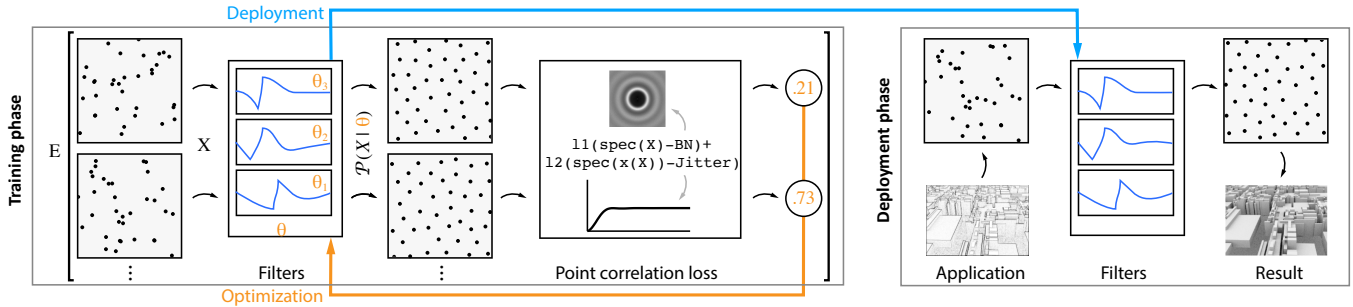 Deployment
Training phase
E
X
θ3
θ2
θ1
θ
Filters
P(X | θ)
l1(spec(X)-BN)+
l2(spec(x(X))-Jitter)
Point correlation loss
.21
.73
Optimization
Deployment phase
Application
Filters
Result